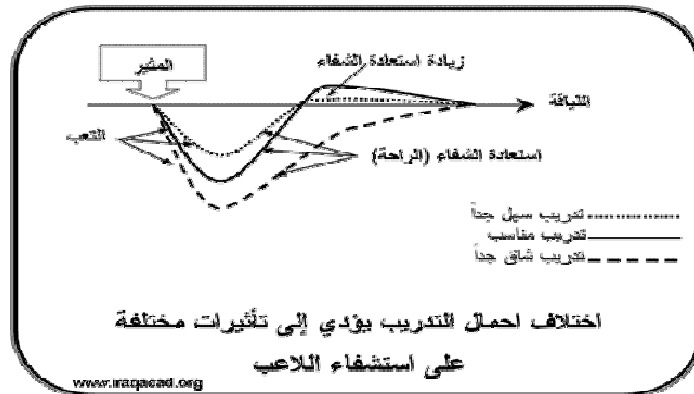 زيادة استعادة الشفاء
المثير
اللياقة
التعب
استعادة الشفاء (الراحة)
تدريب سهل جداً
تدريب مناسب
تدريب شاق جداً
اختلاف احمال التدريب يؤدي إلى تأثيرات مختلفة
على استشفاء اللاعب
www.iraqacad.org